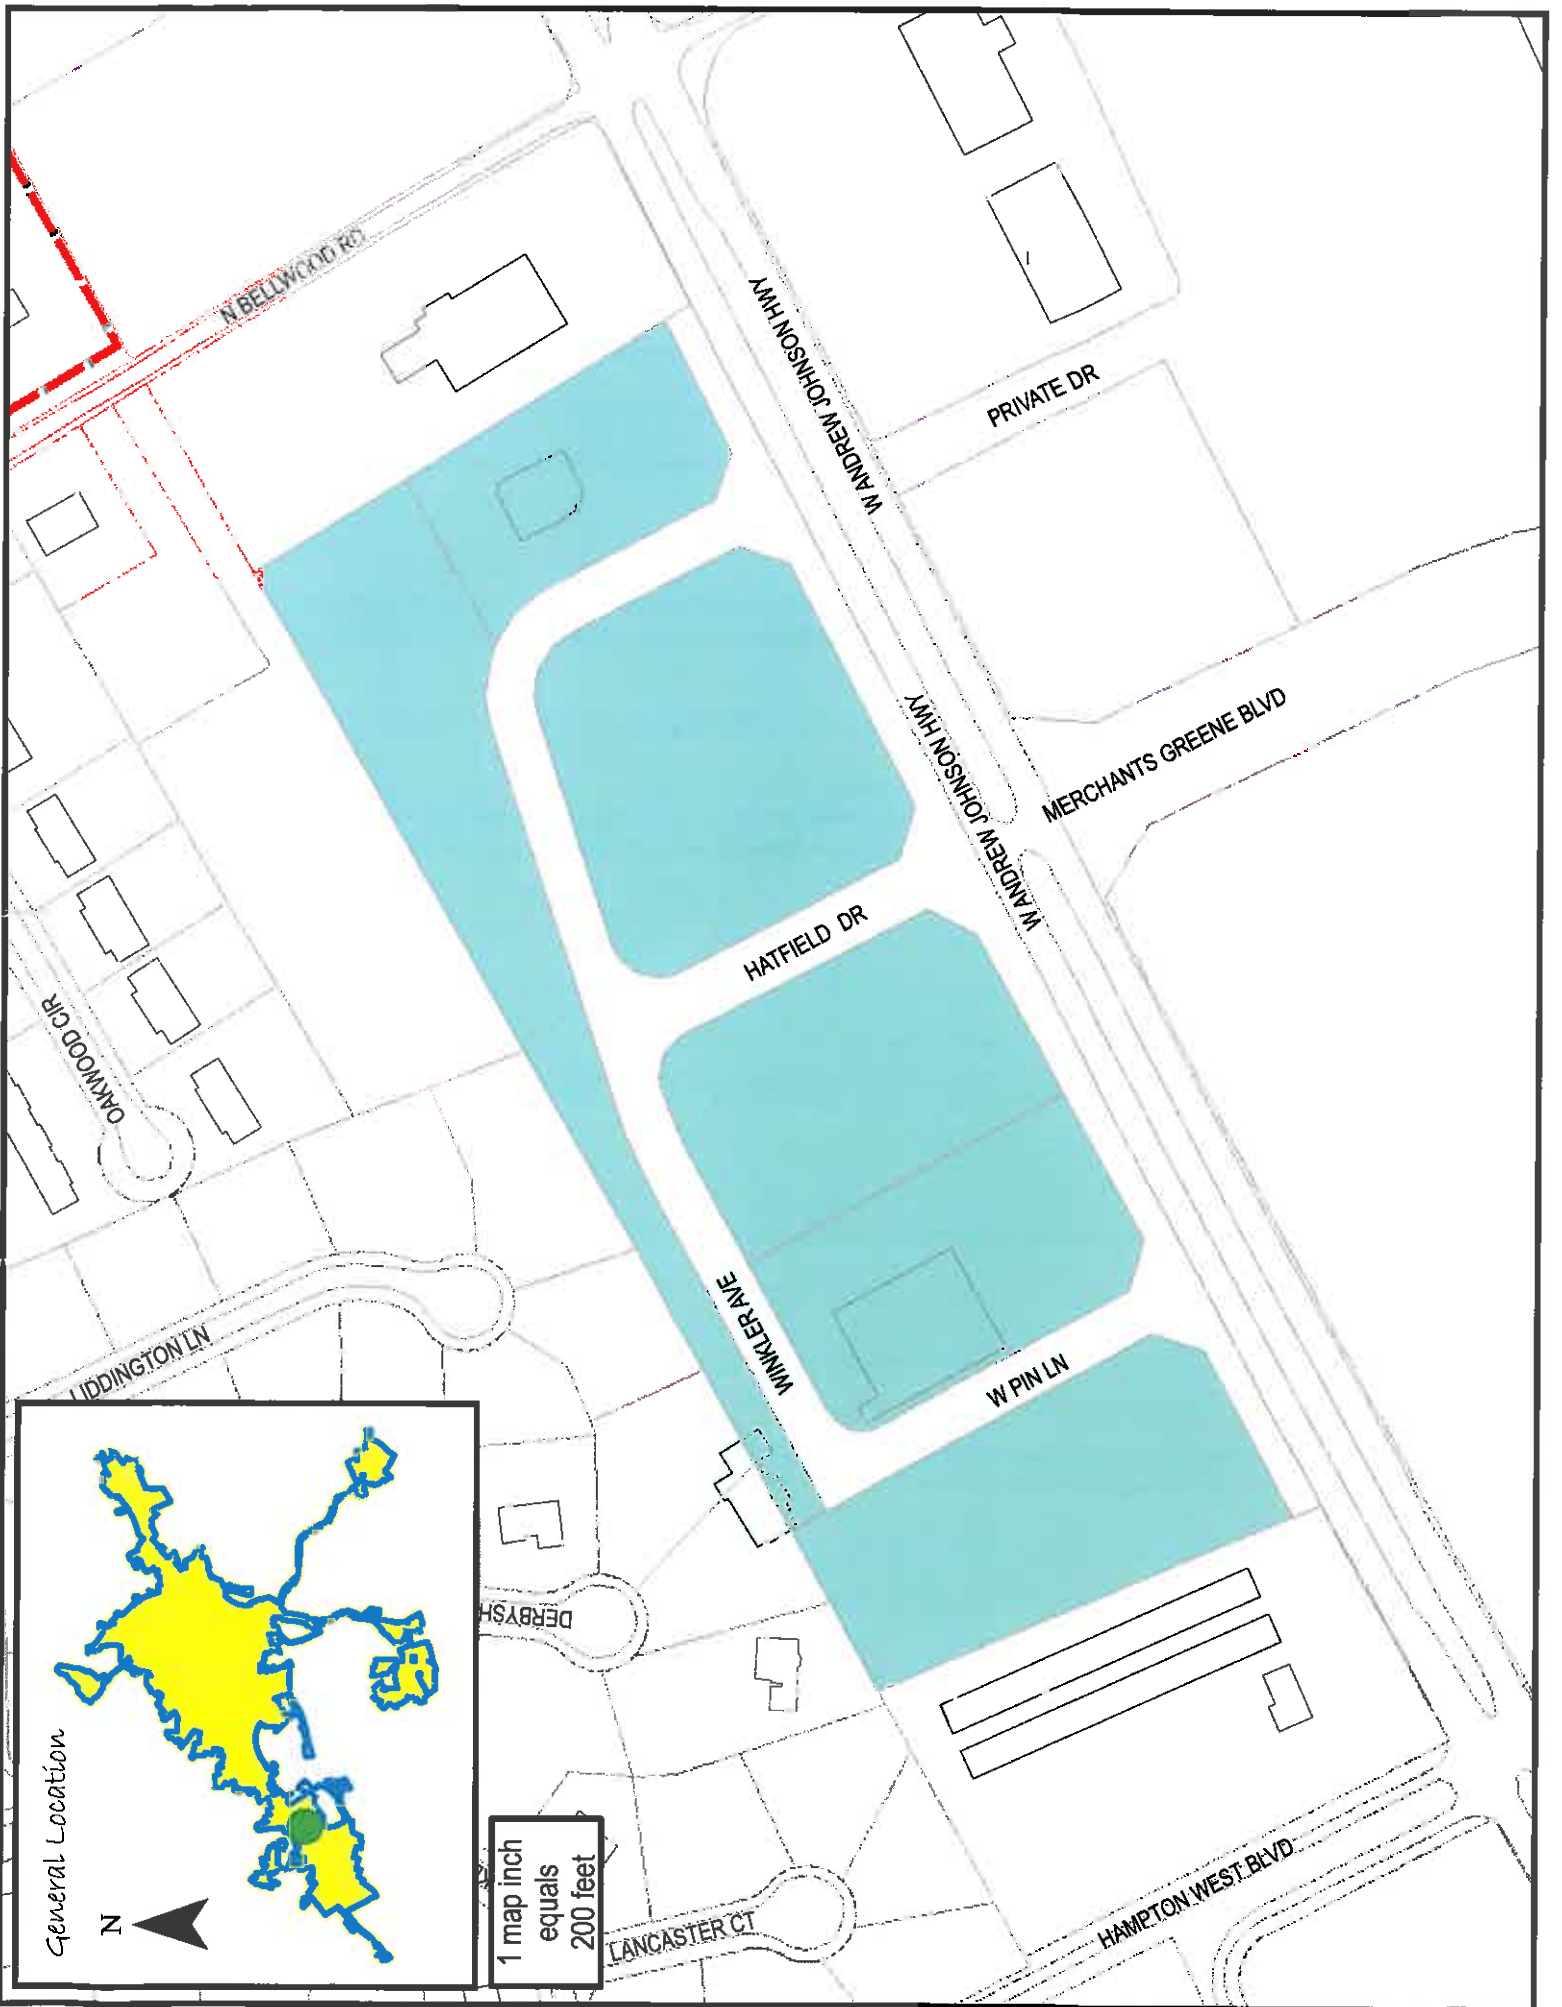 General Location
N
1 map inch
equals
200 feet
N BELLWOOD RD
W ANDREW JOHNSON HWY
PRIVATE DR
W ANDREW JOHNSON HWY
MERCHANTS GREENE BLVD
HATFIELD DR
OAKWOOD CIR
LIDDINGTON LN
WINKLER AVE
W PIN LN
DERBYSH
LANCASTER CT
HAMPTON WEST BLVD